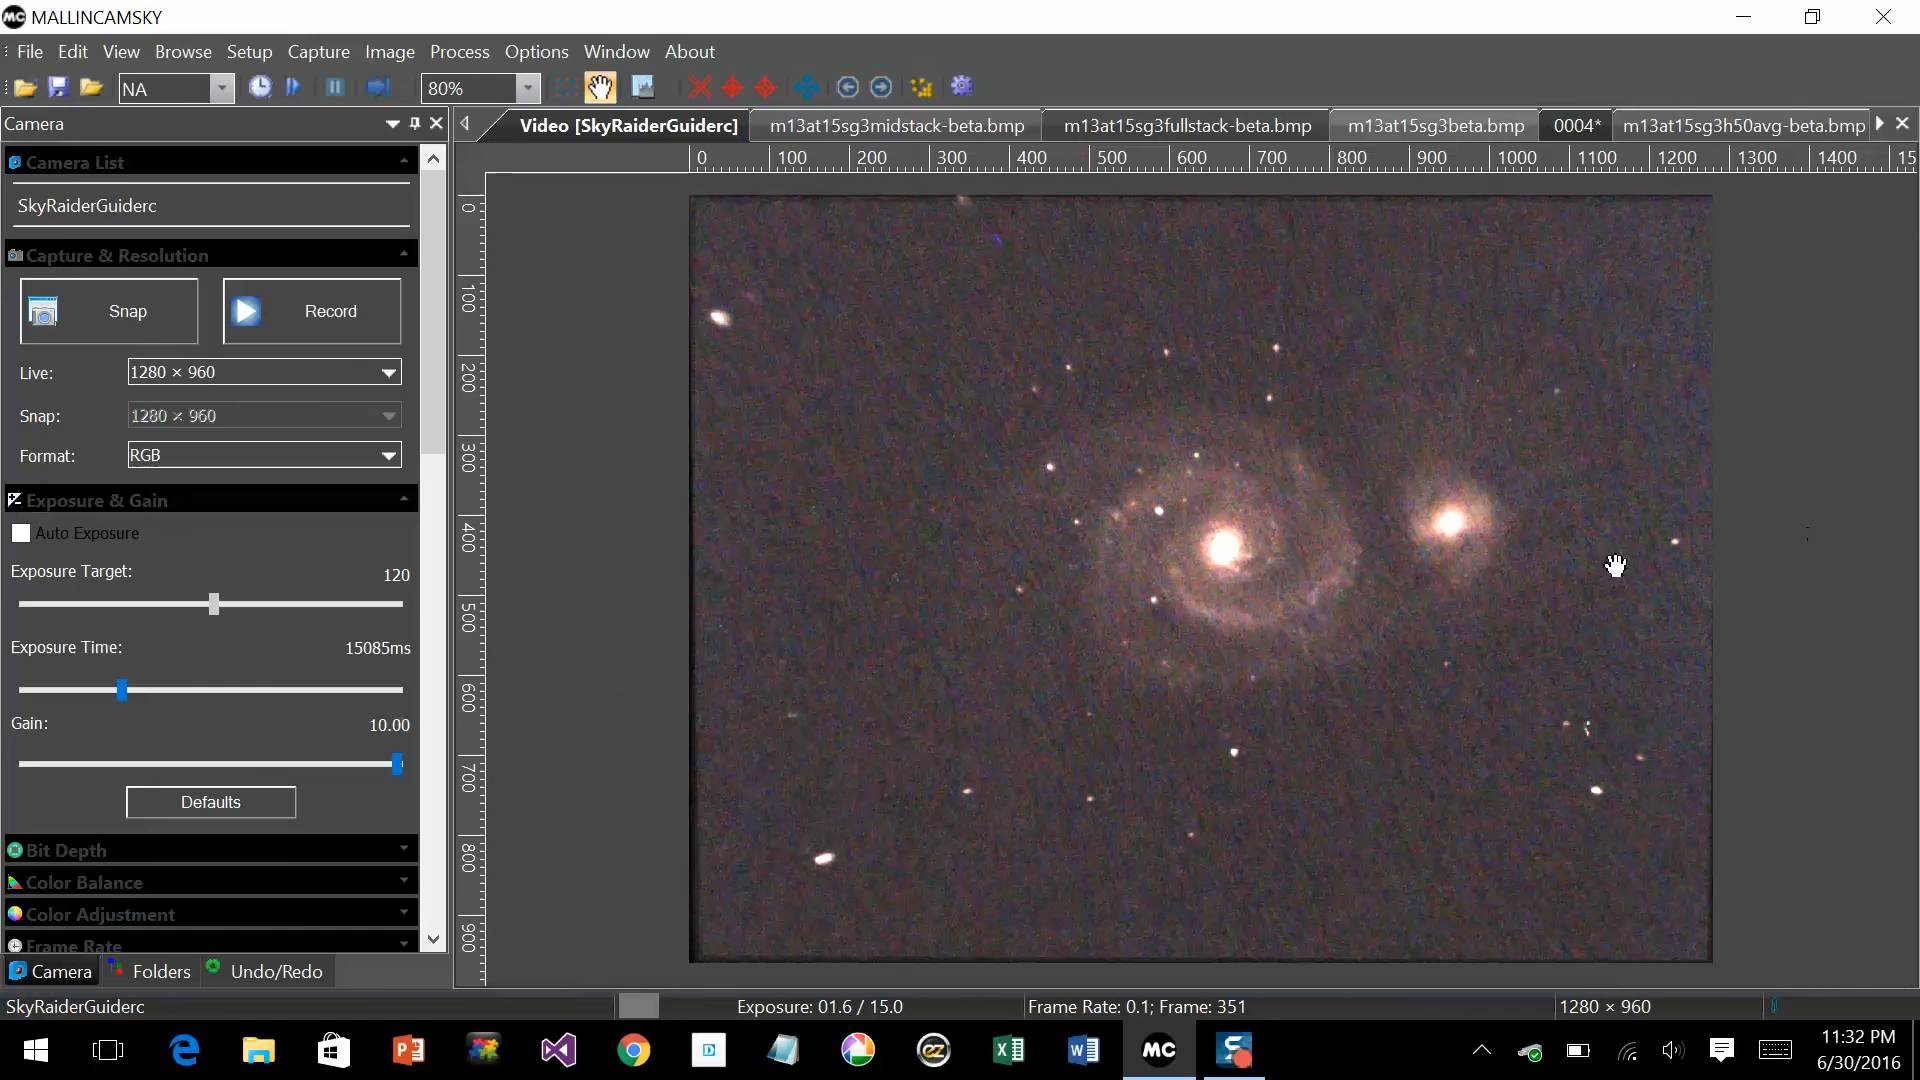 MC MALLINCAMSKY
File Edit View Browse Setup Capture Image Process Options Window About
NA 80%
Camera
Video [SkyRaiderGuiderc] m13at15sg3midstack-beta.bmp m13at15sg3fullstack-beta.bmp m13at15sg3beta.bmp 0004* m13at15sg3h50avg-beta.bmp
0 100 200 300 400 500 600 700 800 900 1000 1100 1200 1300 1400 15
0
100
200
300
400
500
600
700
800
900
Camera List
SkyRaiderGuiderc
Capture & Resolution
Snap Record
Live: 1280 × 960
Snap: 1280 × 960
Format: RGB
Exposure & Gain
Auto Exposure
Exposure Target: 120
Exposure Time: 15085ms
Gain: 10.00
Defaults
Bit Depth
Color Balance
Color Adjustment
Frame Rate
Camera Folders Undo/Redo
SkyRaiderGuiderc Exposure: 01.6 / 15.0 Frame Rate: 0.1; Frame: 351 1280 × 960
MC
11:32 PM
6/30/2016